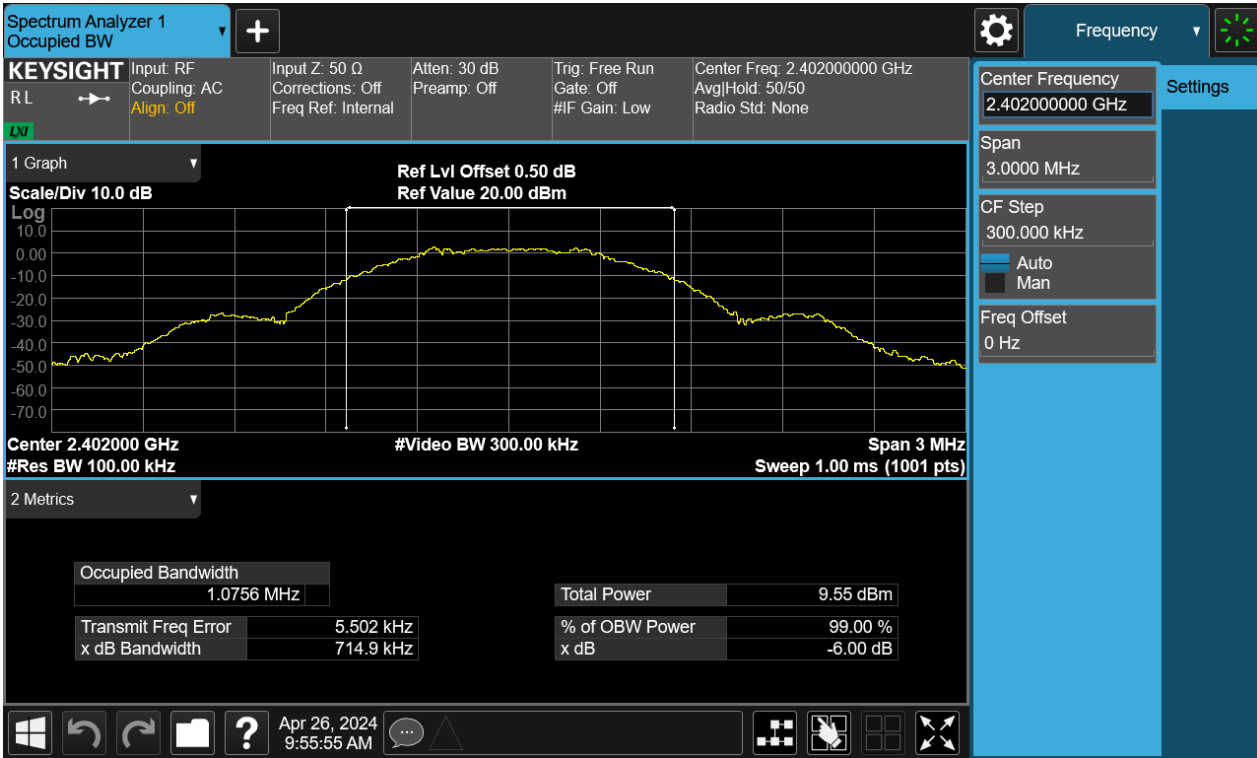 Spectrum Analyzer 1
Occupied BW
+
Frequency
KEYSIGHT
R L
LXI
Input: RF
Coupling: AC
Align: Off
Input Z: 50 Ω
Corrections: Off
Freq Ref: Internal
Atten: 30 dB
Preamp: Off
Trig: Free Run
Gate: Off
#IF Gain: Low
Center Freq: 2.402000000 GHz
Avg|Hold: 50/50
Radio Std: None
Center Frequency
2.402000000 GHz
Settings
Span
3.0000 MHz
CF Step
300.000 kHz
Auto
Man
Freq Offset
0 Hz
1 Graph
Ref Lvl Offset 0.50 dB
Scale/Div 10.0 dB
Ref Value 20.00 dBm
Log
10.0
0.00
-10.0
-20.0
-30.0
-40.0
-50.0
-60.0
-70.0
Center 2.402000 GHz
#Video BW 300.00 kHz
Span 3 MHz
#Res BW 100.00 kHz
Sweep 1.00 ms (1001 pts)
2 Metrics
Occupied Bandwidth
1.0756 MHz
Total Power 9.55 dBm
Transmit Freq Error 5.502 kHz
% of OBW Power 99.00 %
x dB Bandwidth 714.9 kHz
x dB -6.00 dB
?
Apr 26, 2024
9:55:55 AM